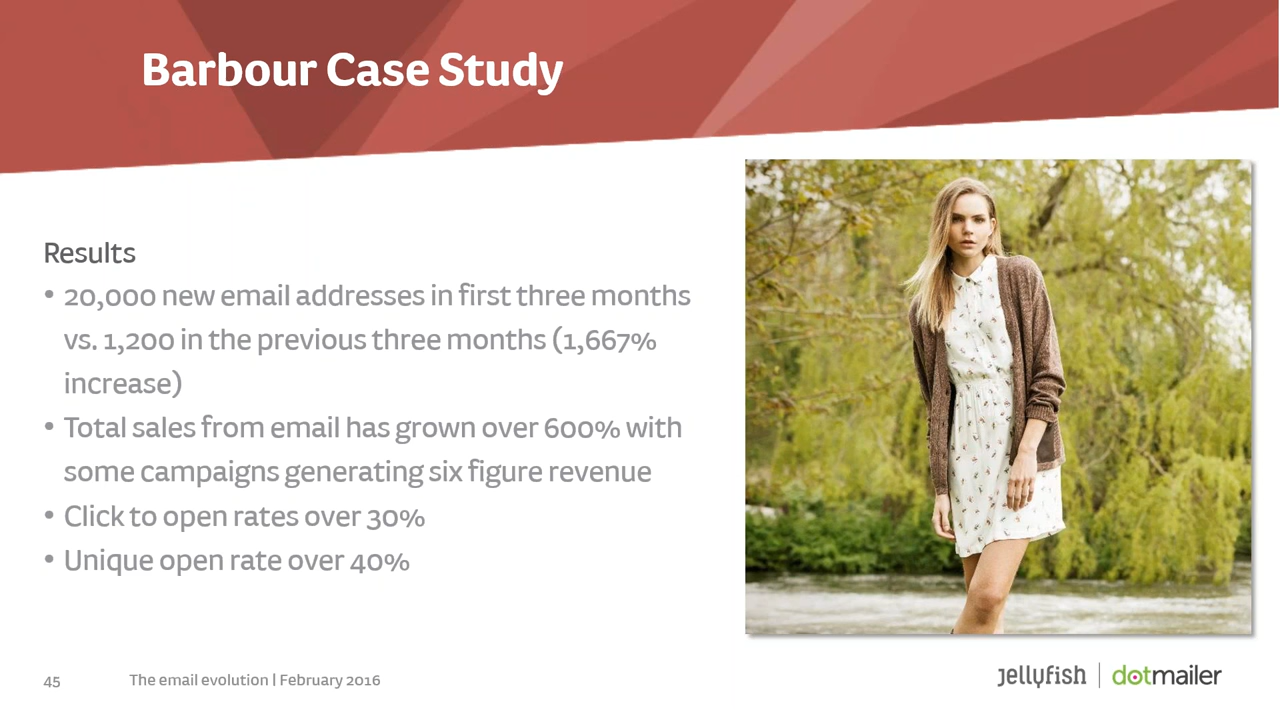 Barbour Case Study
Results
• 20,000 new email addresses in first three months
vs. 1,200 in the previous three months (1,667%
increase)
• Total sales from email has grown over 600% with
some campaigns generating six figure revenue
• Click to open rates over 30%
• Unique open rate over 40%
45 The email evolution | February 2016
jellyfish | dotmailer